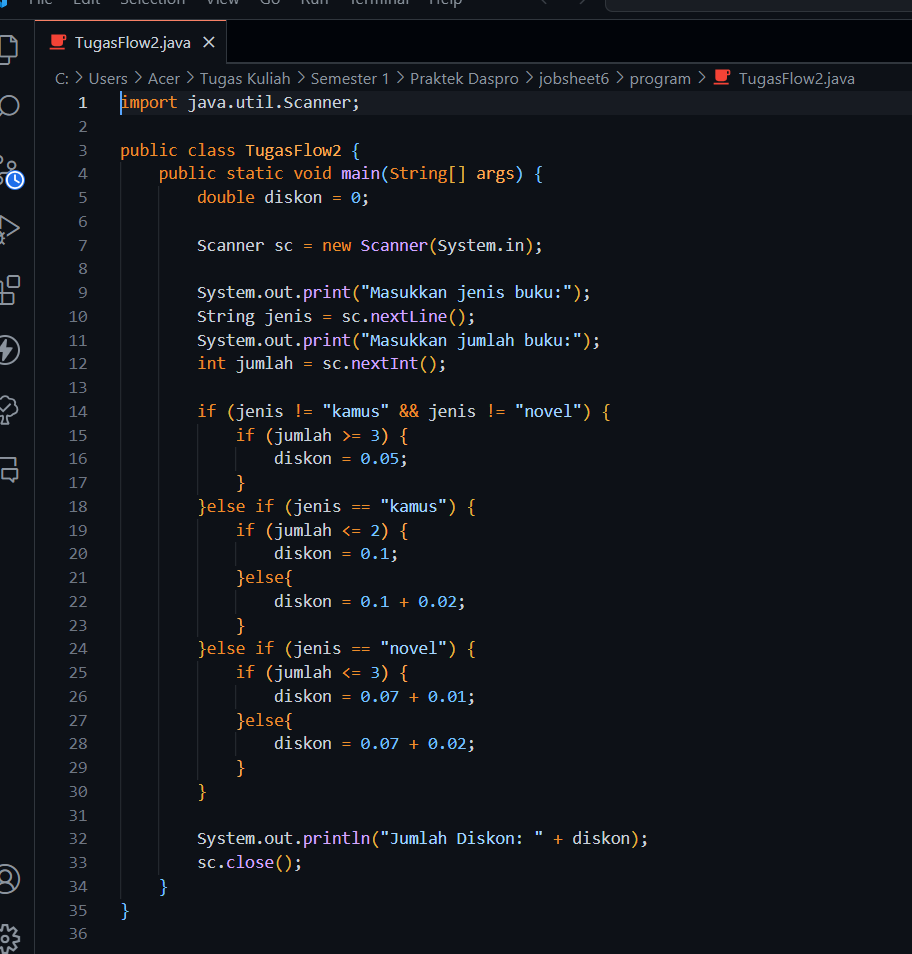 File Edit Selection View Go Run Terminal Help
TugasFlow2.java
C: > Users > Acer > Tugas Kuliah > Semester 1 > Praktek Daspro > jobsheet6 > program > TugasFlow2.java
1 import java.util.Scanner;
2
3 public class TugasFlow2 {
4     public static void main(String[] args) {
5         double diskon = 0;
6
7         Scanner sc = new Scanner(System.in);
8
9         System.out.print("Masukkan jenis buku:");
10         String jenis = sc.nextLine();
11         System.out.print("Masukkan jumlah buku:");
12         int jumlah = sc.nextInt();
13
14         if (jenis != "kamus" && jenis != "novel") {
15             if (jumlah >= 3) {
16                 diskon = 0.05;
17             }
18         }else if (jenis == "kamus") {
19             if (jumlah <= 2) {
20                 diskon = 0.1;
21             }else{
22                 diskon = 0.1 + 0.02;
23             }
24         }else if (jenis == "novel") {
25             if (jumlah <= 3) {
26                 diskon = 0.07 + 0.01;
27             }else{
28                 diskon = 0.07 + 0.02;
29             }
30         }
31
32         System.out.println("Jumlah Diskon: " + diskon);
33         sc.close();
34     }
35 }
36